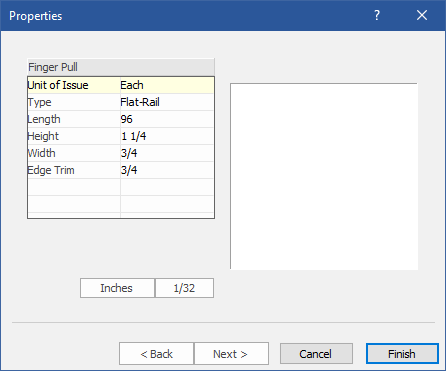 Properties
?
Finger Pull
Unit of Issue Each
Type Flat-Rail
Length 96
Height 1 1/4
Width 3/4
Edge Trim 3/4
Inches 1/32
< Back Next > Cancel Finish